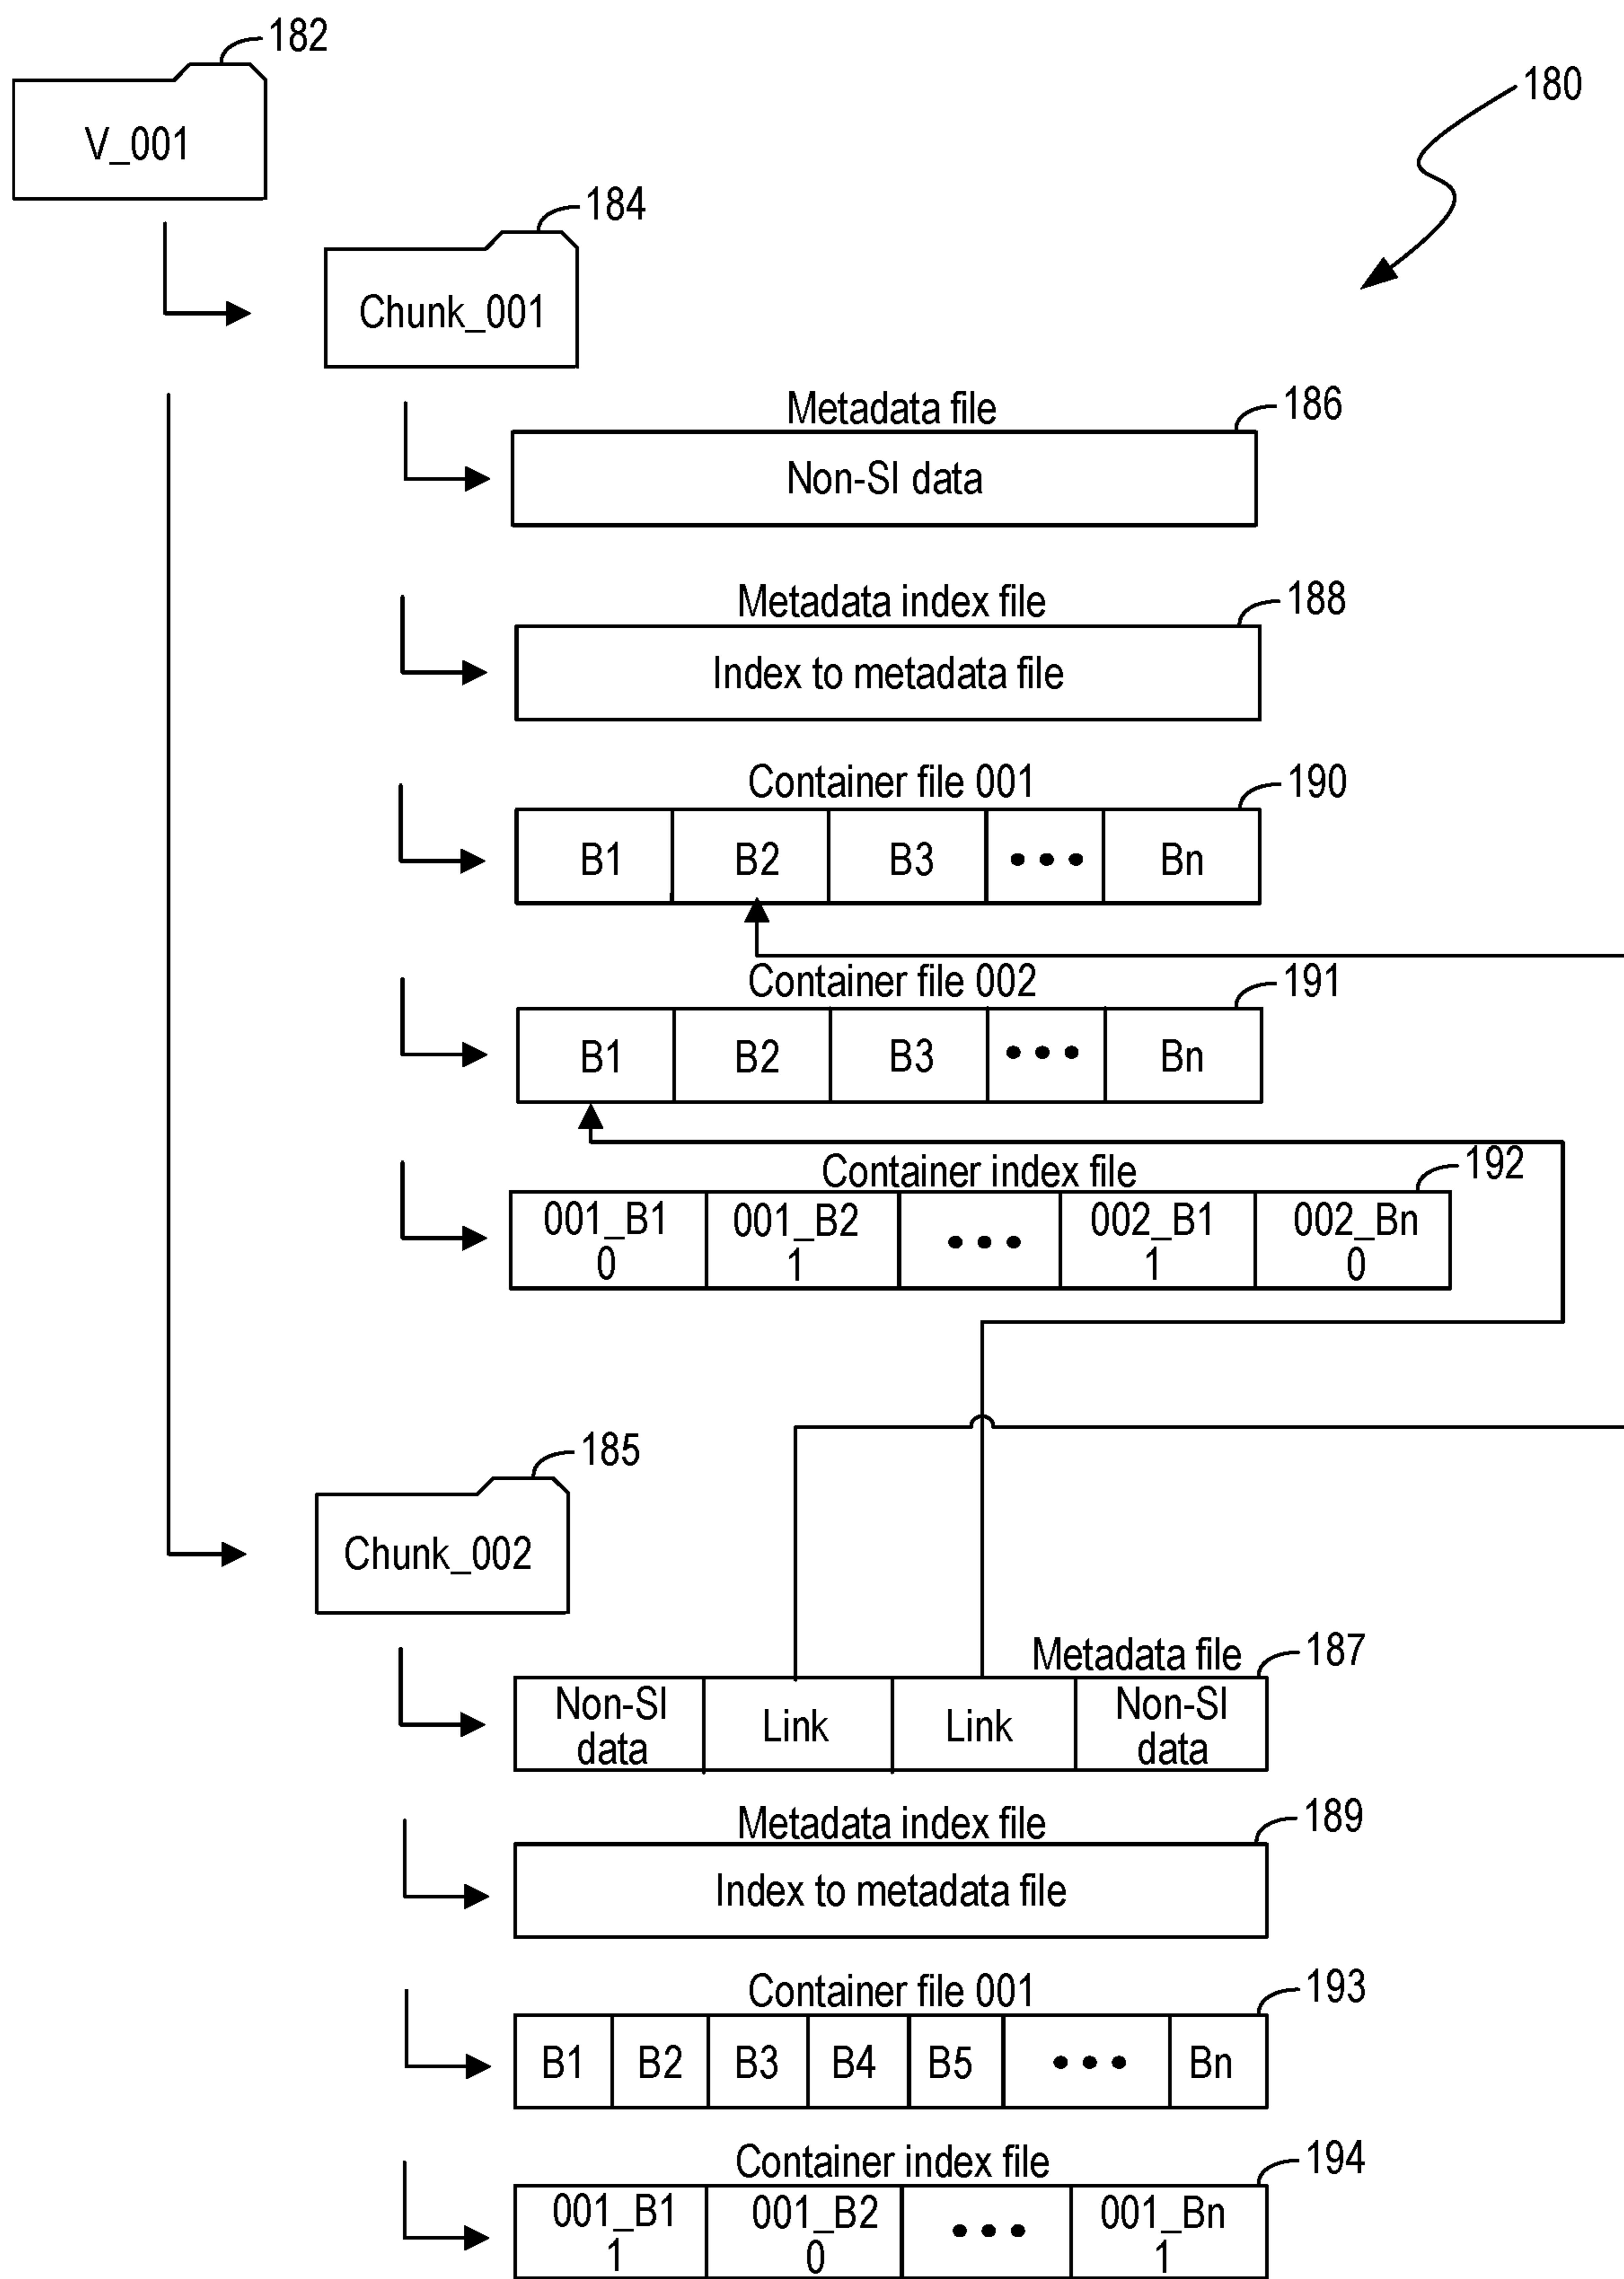 182
V_001
180
184
Chunk_001
Metadata file
186
Non-SI data
Metadata index file
188
Index to metadata file
Container file 001
190
B1 B2 B3 ••• Bn
Container file 002
191
B1 B2 B3 ••• Bn
Container index file
192
001_B1 001_B2 ••• 002_B1 002_Bn
0 1 1 0
185
Chunk_002
Metadata file
187
Non-SI Link Link Non-SI
data data
Metadata index file
189
Index to metadata file
Container file 001
193
B1 B2 B3 B4 B5 ••• Bn
Container index file
194
001_B1 001_B2 ••• 001_Bn
1 0 1